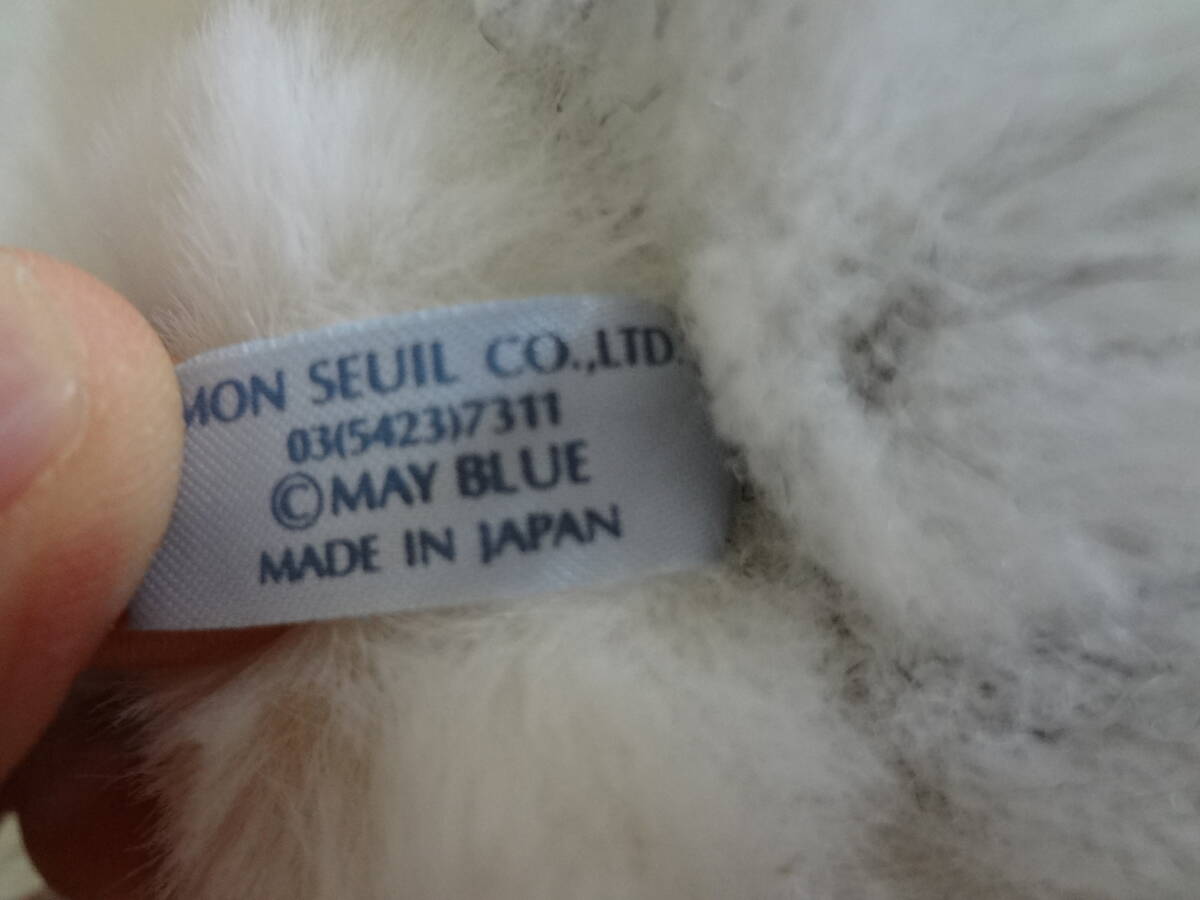 MON SEUIL CO.,LTD.
03(5423)7311
©MAY BLUE
MADE IN JAPAN